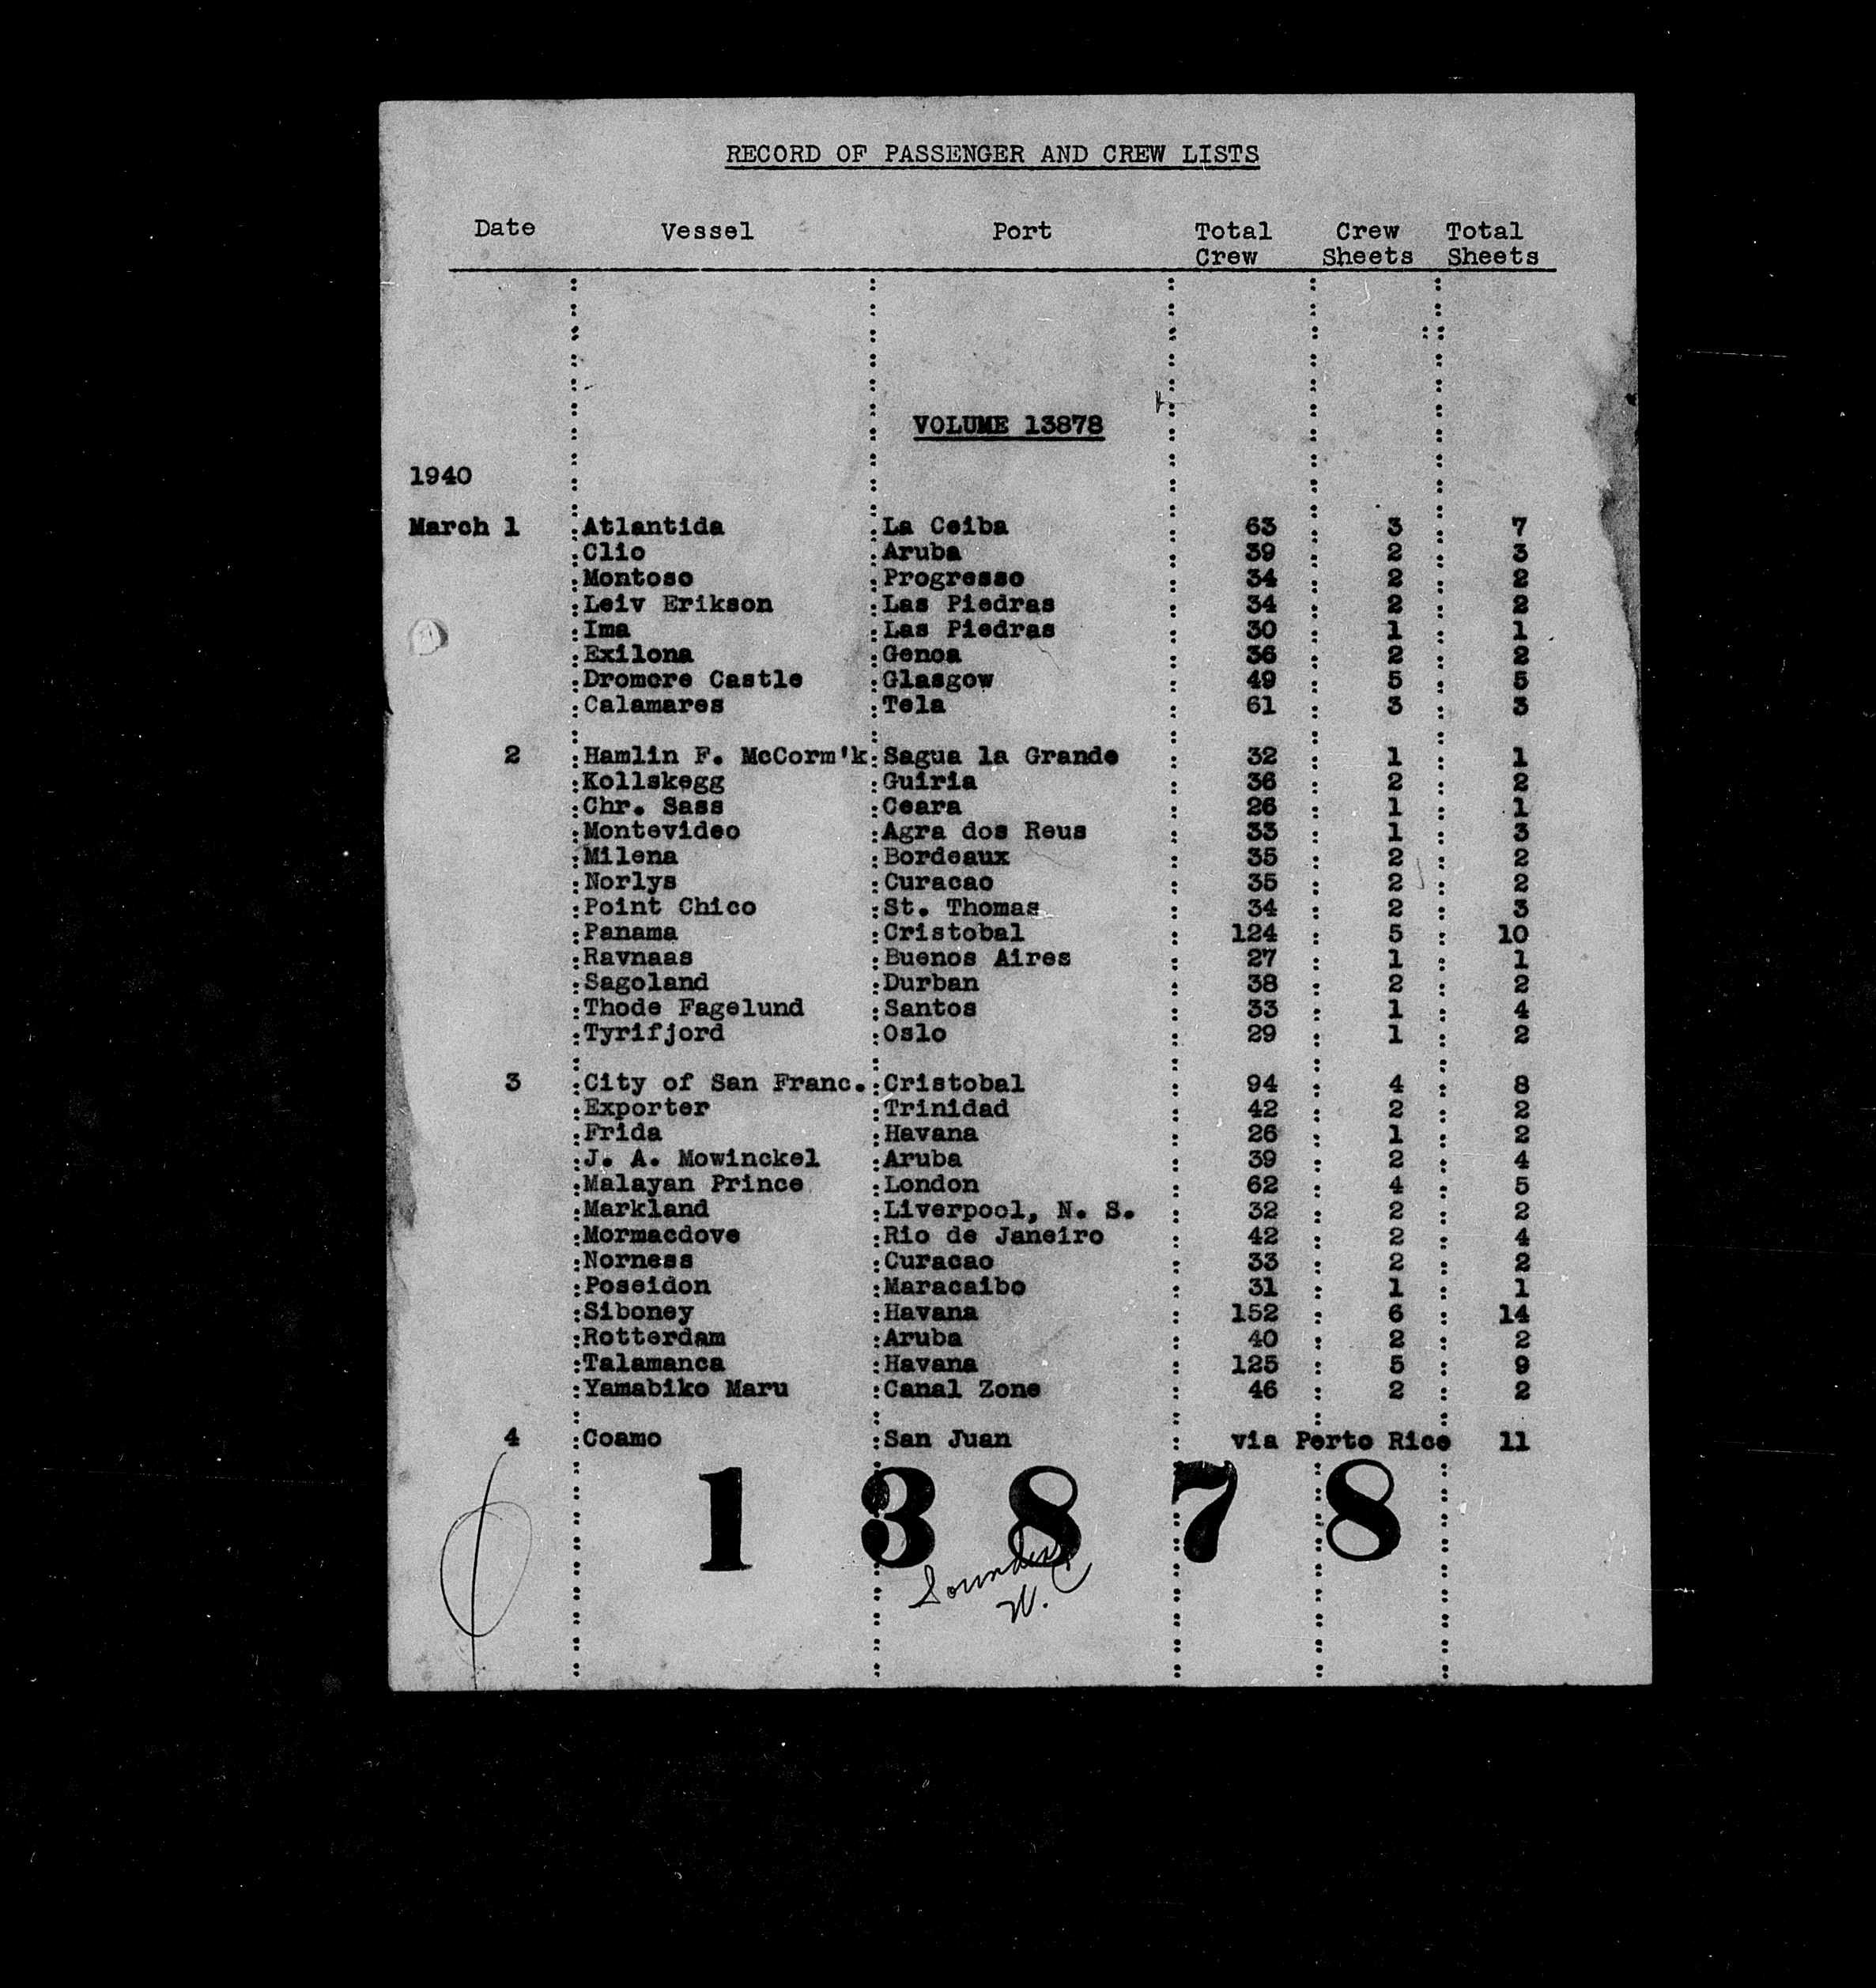 RECORD OF PASSENGER AND CREW LISTS
Date Vessel Port Total Crew Crew Sheets Total Sheets
VOLUME 13878
1940
March 1 :Atlantida :La Ceiba : 63 : 3 : 7
:Clio :Aruba : 39 : 2 : 3
:Montoso :Progresso : 34 : 2 : 2
:Leiv Erikson :Las Piedras : 34 : 2 : 2
:Ima :Las Piedras : 30 : 1 : 1
:Exilona :Genoa : 36 : 2 : 2
:Dromore Castle :Glasgow : 49 : 5 : 5
:Calamares :Tela : 61 : 3 : 3
2 :Hamlin F. McCorm'k :Sagua la Grande : 32 : 1 : 1
:Kollskegg :Guiria : 36 : 2 : 2
:Chr. Sass :Ceara : 26 : 1 : 1
:Montevideo :Agra dos Reus : 33 : 1 : 3
:Milena :Bordeaux : 35 : 2 : 2
:Norlys :Curacao : 35 : 2 : 2
:Point Chico :St. Thomas : 34 : 2 : 3
:Panama :Cristobal : 124 : 5 : 10
:Ravnaas :Buenos Aires : 27 : 1 : 1
:Sagoland :Durban : 38 : 2 : 2
:Thode Fagelund :Santos : 33 : 1 : 4
:Tyrifjord :Oslo : 29 : 1 : 2
3 :City of San Franc. :Cristobal : 94 : 4 : 8
:Exporter :Trinidad : 42 : 2 : 2
:Frida :Havana : 26 : 1 : 2
:J. A. Mowinckel :Aruba : 39 : 2 : 4
:Malayan Prince :London : 62 : 4 : 5
:Markland :Liverpool, N. S. : 32 : 2 : 2
:Mormacdove :Rio de Janeiro : 42 : 2 : 4
:Norness :Curacao : 33 : 2 : 2
:Poseidon :Maracaibo : 31 : 1 : 1
:Siboney :Havana : 152 : 6 : 14
:Rotterdam :Aruba : 40 : 2 : 2
:Talamanca :Havana : 125 : 5 : 9
:Yamabiko Maru :Canal Zone : 46 : 2 : 2
4 :Coamo :San Juan : via Porto Rico 11
1 3 8 7 8
W.